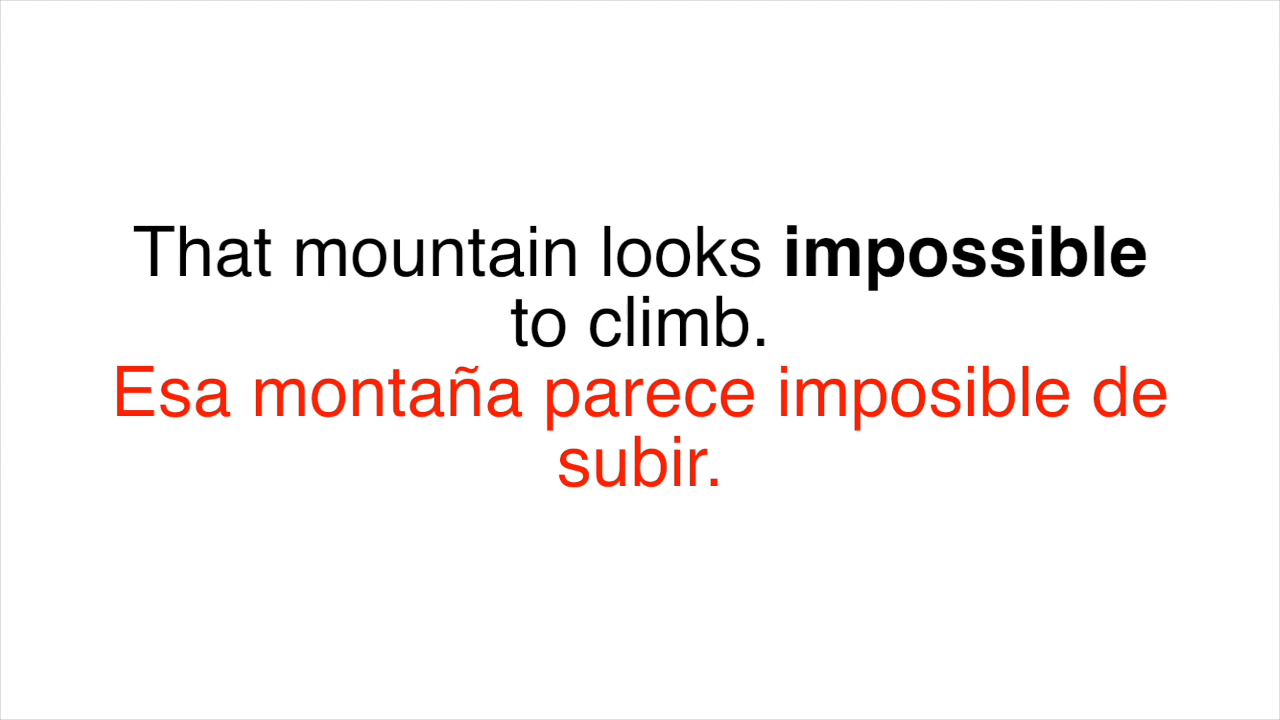 That mountain looks impossible
to climb.
Esa montaña parece imposible de
subir.